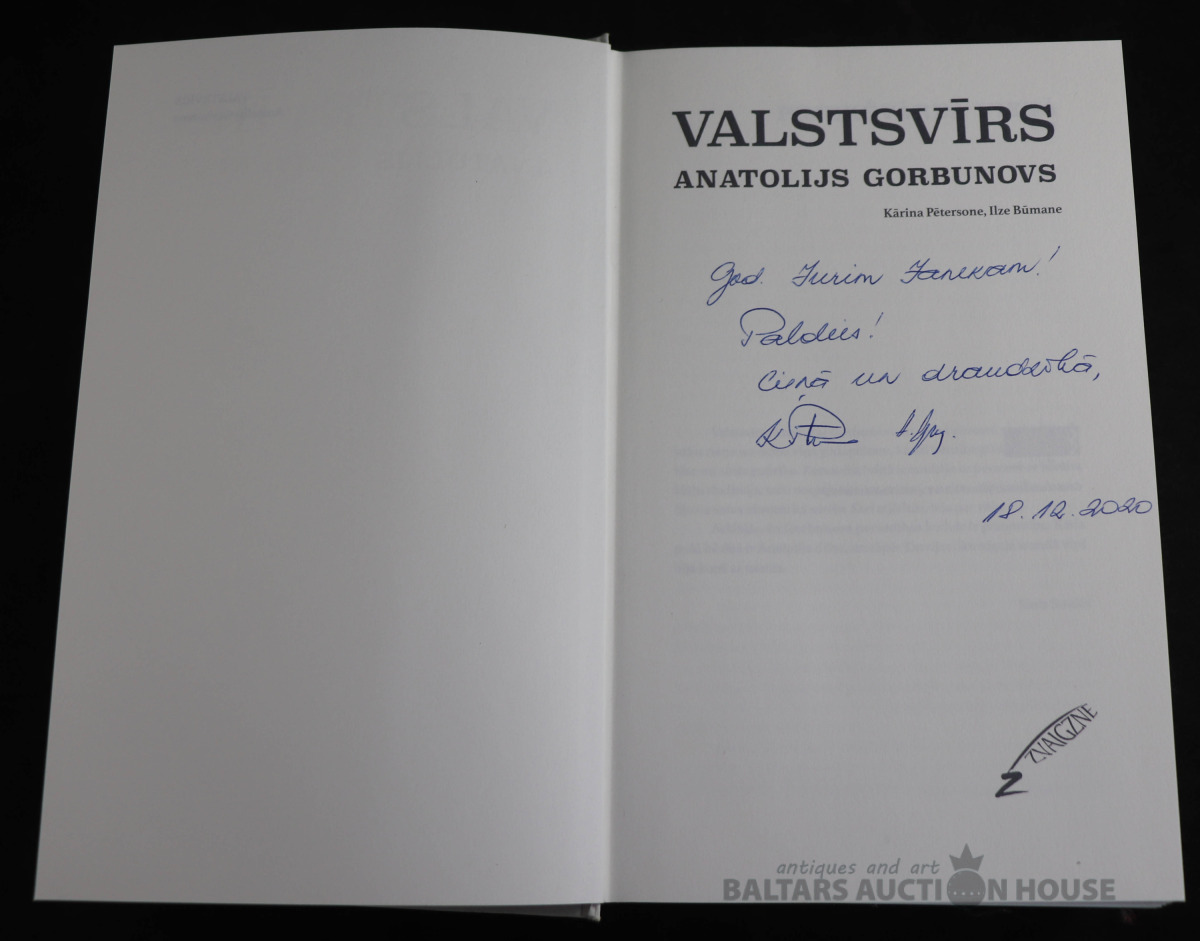 VALSTSVĪRS
ANATOLIJS GORBUNOVS
Kārina Pētersone, Ilze Būmane
God. Jurim Janekam!
Paldies!
Cieņā un draudzībā,
18.12.2020
ZVAIGZNE
Z
antiques and art
BALTARS AUCTION HOUSE